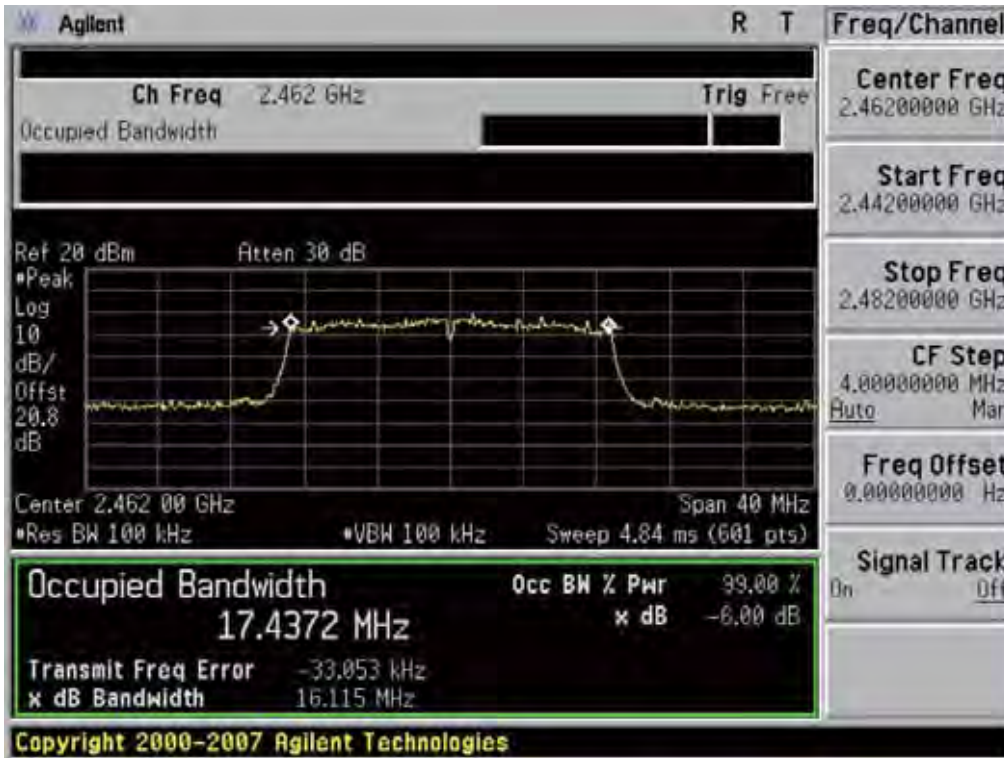 Agilent R T
Ch Freq 2.462 GHz Trig Free
Occupied Bandwidth
Ref 20 dBm Atten 30 dB
#Peak
Log
10
dB/
Offst
20.8
dB
Center 2.462 00 GHz Span 40 MHz
#Res BW 100 kHz #VBW 100 kHz Sweep 4.84 ms (601 pts)
Occupied Bandwidth
17.4372 MHz
Occ BW % Pwr 99.00 %
x dB -6.00 dB
Transmit Freq Error -33.053 kHz
x dB Bandwidth 16.115 MHz
Copyright 2000-2007 Agilent Technologies
Freq/Channel
Center Freq
2.46200000 GHz
Start Freq
2.44200000 GHz
Stop Freq
2.48200000 GHz
CF Step
4.00000000 MHz
Auto Man
Freq Offset
0.00000000 Hz
Signal Track
On Off